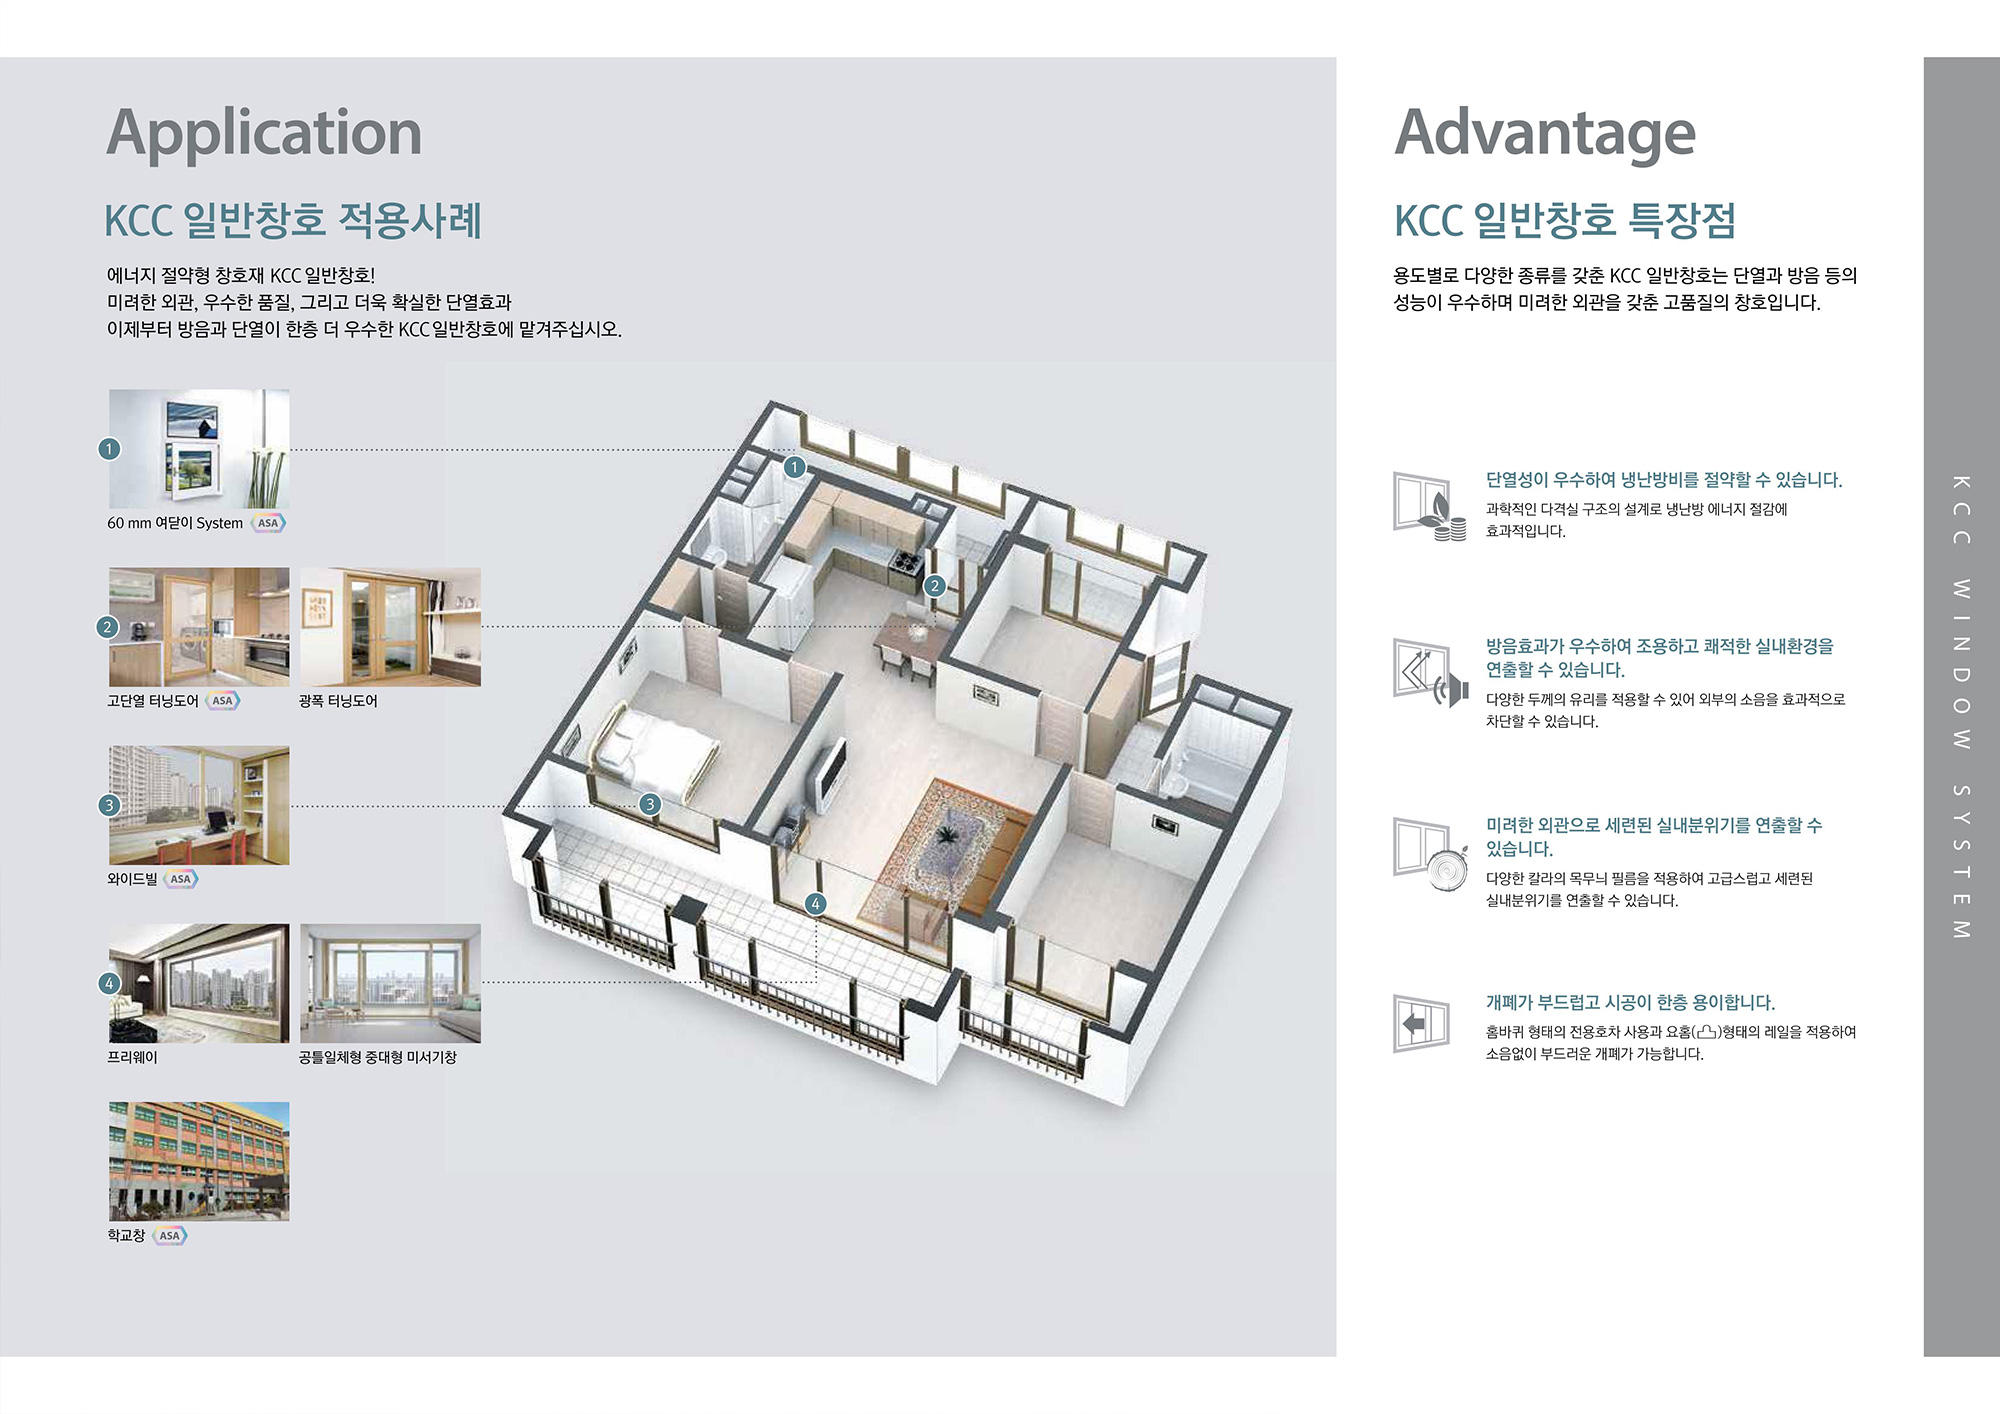 Application
KCC 일반창호 적용사례
에너지 절약형 창호재 KCC 일반창호!
미려한 외관, 우수한 품질, 그리고 더욱 확실한 단열효과
이제부터 방음과 단열이 한층 더 우수한 KCC 일반창호에 맡겨주십시오.
1
60 mm 여닫이 System ASA
2
고단열 터닝도어 ASA
광폭 터닝도어
3
와이드빌 ASA
4
프리웨이
공틀일체형 중대형 미서기창
학교창 ASA
1
2
3
4
Advantage
KCC 일반창호 특장점
용도별로 다양한 종류를 갖춘 KCC 일반창호는 단열과 방음 등의
성능이 우수하며 미려한 외관을 갖춘 고품질의 창호입니다.
단열성이 우수하여 냉난방비를 절약할 수 있습니다.
과학적인 다격실 구조의 설계로 냉난방 에너지 절감에
효과적입니다.
방음효과가 우수하여 조용하고 쾌적한 실내환경을
연출할 수 있습니다.
다양한 두께의 유리를 적용할 수 있어 외부의 소음을 효과적으로
차단할 수 있습니다.
미려한 외관으로 세련된 실내분위기를 연출할 수
있습니다.
다양한 칼라의 목무늬 필름을 적용하여 고급스럽고 세련된
실내분위기를 연출할 수 있습니다.
개폐가 부드럽고 시공이 한층 용이합니다.
홈바퀴 형태의 전용호차 사용과 요홈(凸)형태의 레일을 적용하여
소음없이 부드러운 개폐가 가능합니다.
KCC WINDOW SYSTEM